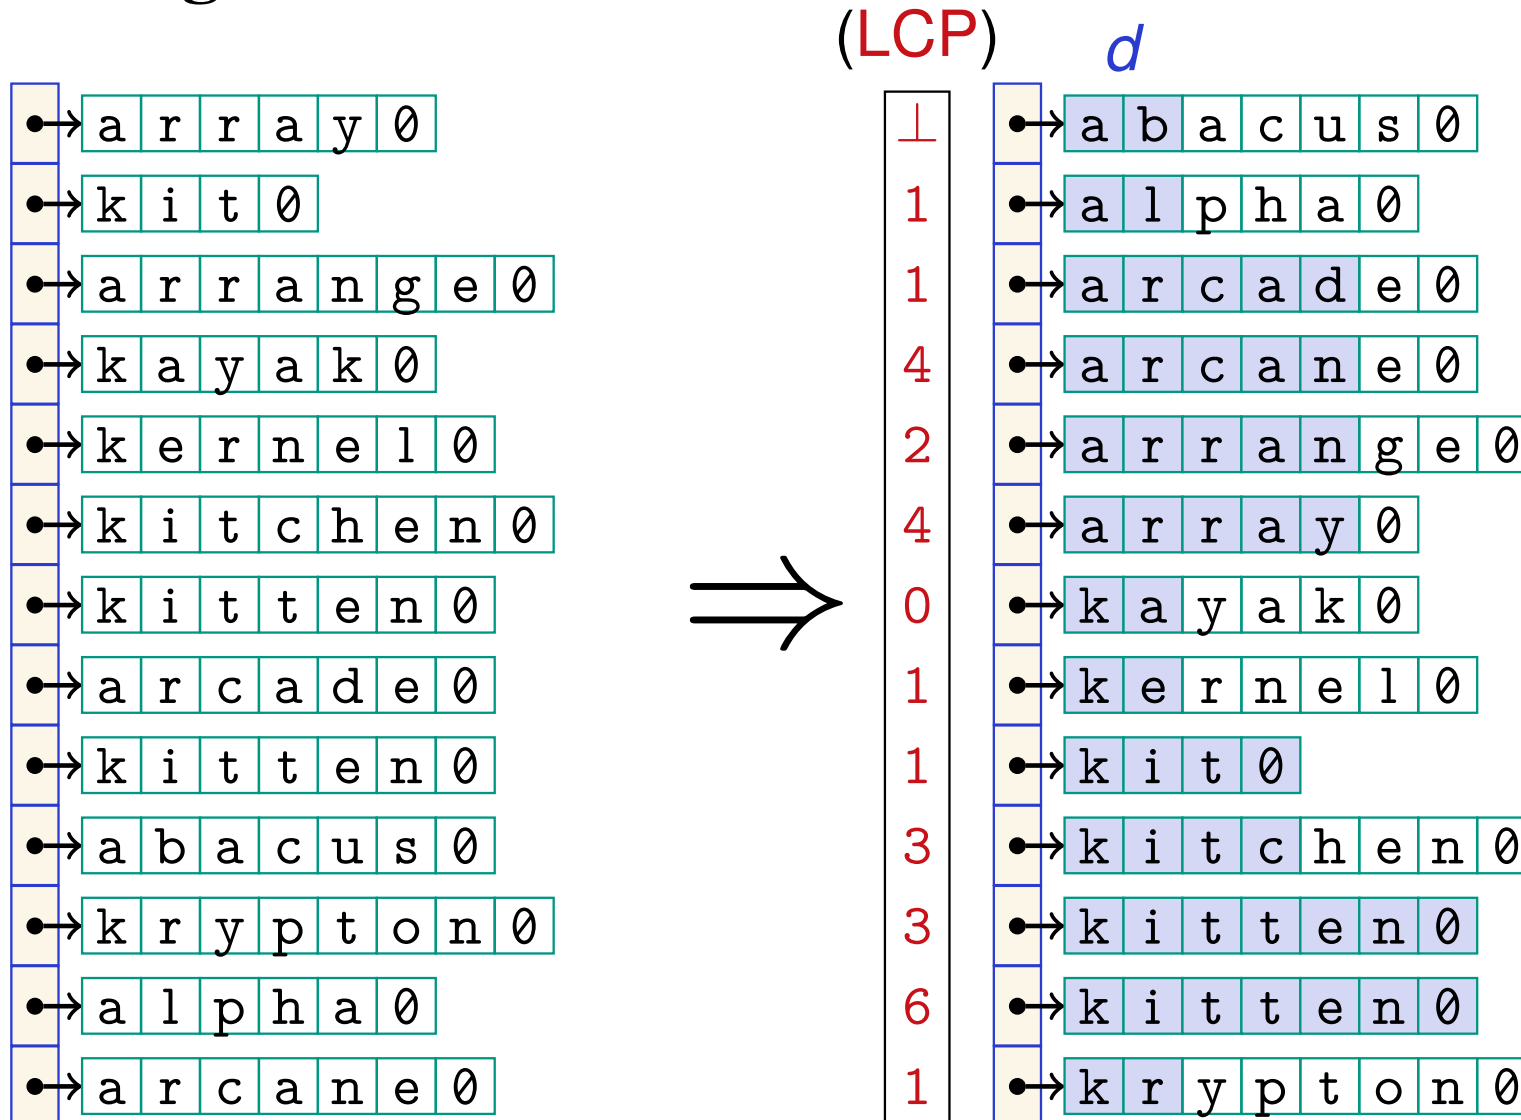 (LCP) d
array0 ⊥ abacus0
kit0 1 alpha0
arrange0 1 arcade0
kayak0 4 arcane0
kernel0 2 arrange0
kitchen0 4 array0
kitten0 ⇒ 0 kayak0
arcade0 1 kernel0
kitten0 1 kit0
abacus0 3 kitchen0
krypton0 3 kitten0
alpha0 6 kitten0
arcane0 1 krypton0